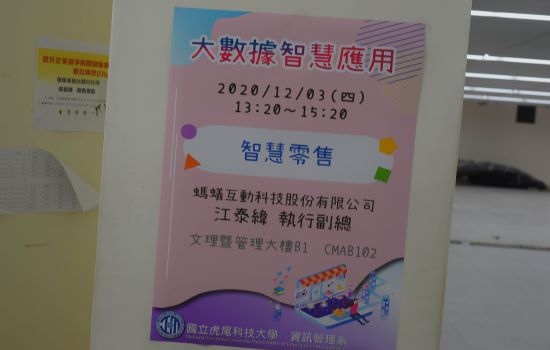 大數據智慧應用
2020/12/03(四)
13:20～15:20
智慧零售
螞蟻互動科技股份有限公司
江泰緯 執行副總
文理暨管理大樓B1 CMAB102
國立虎尾科技大學 資訊管理系